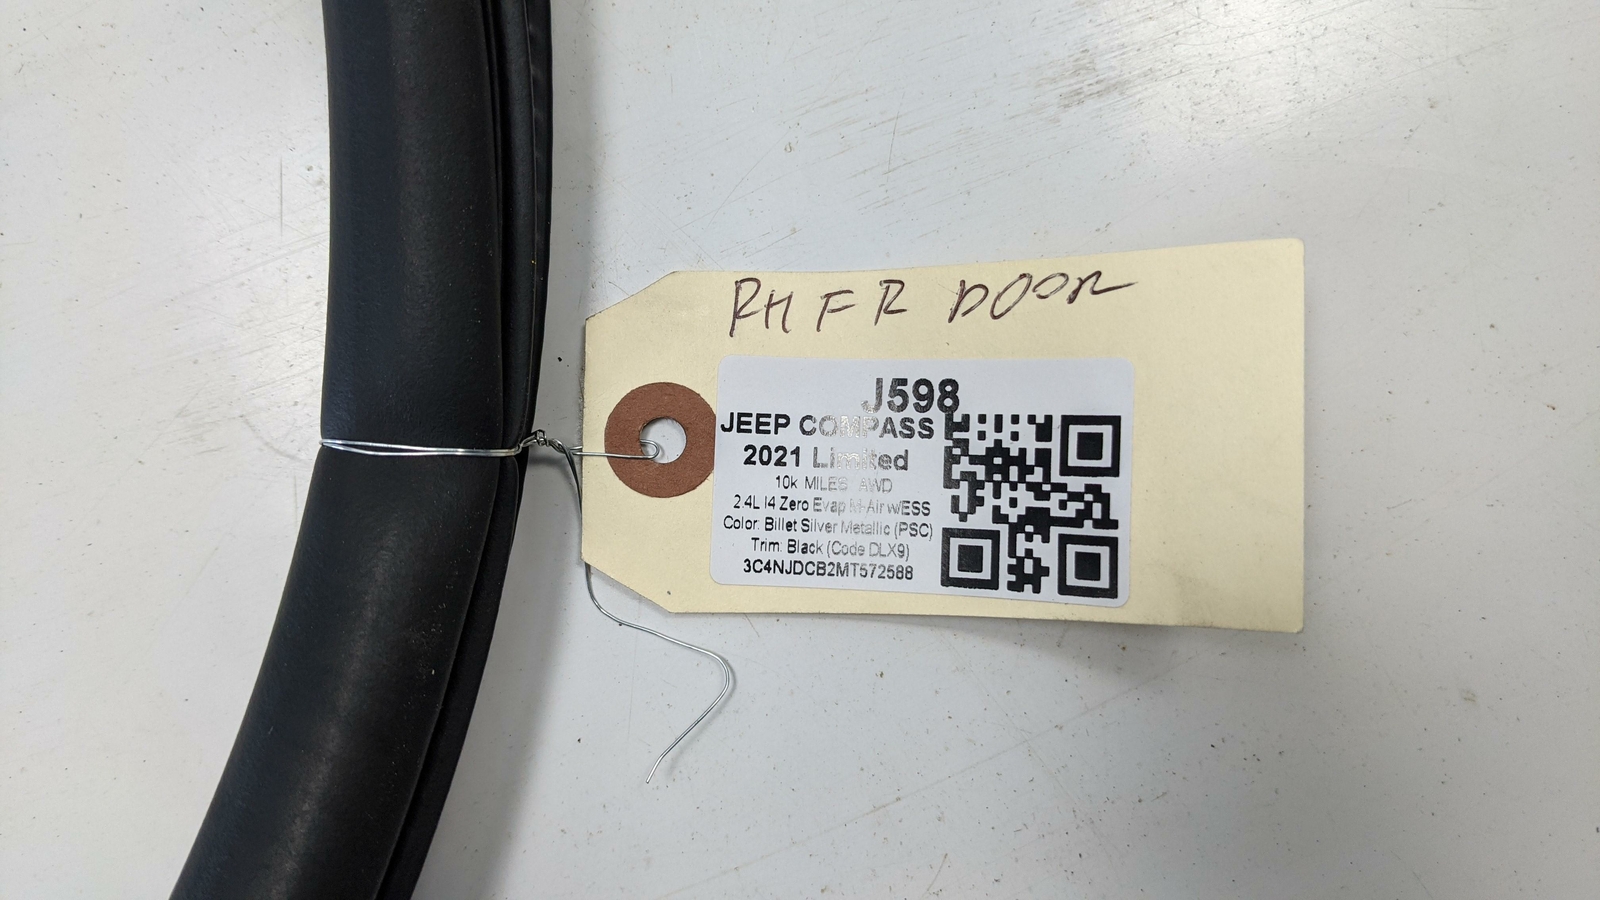 RH FR DOOR
J598
JEEP COMPASS
2021 Limited
10k MILES AWD
2.4L I4 Zero Evap M-Air w/ESS
Color: Billet Silver Metallic (PSC)
Trim: Black (Code DLX9)
3C4NJDCB2MT572588